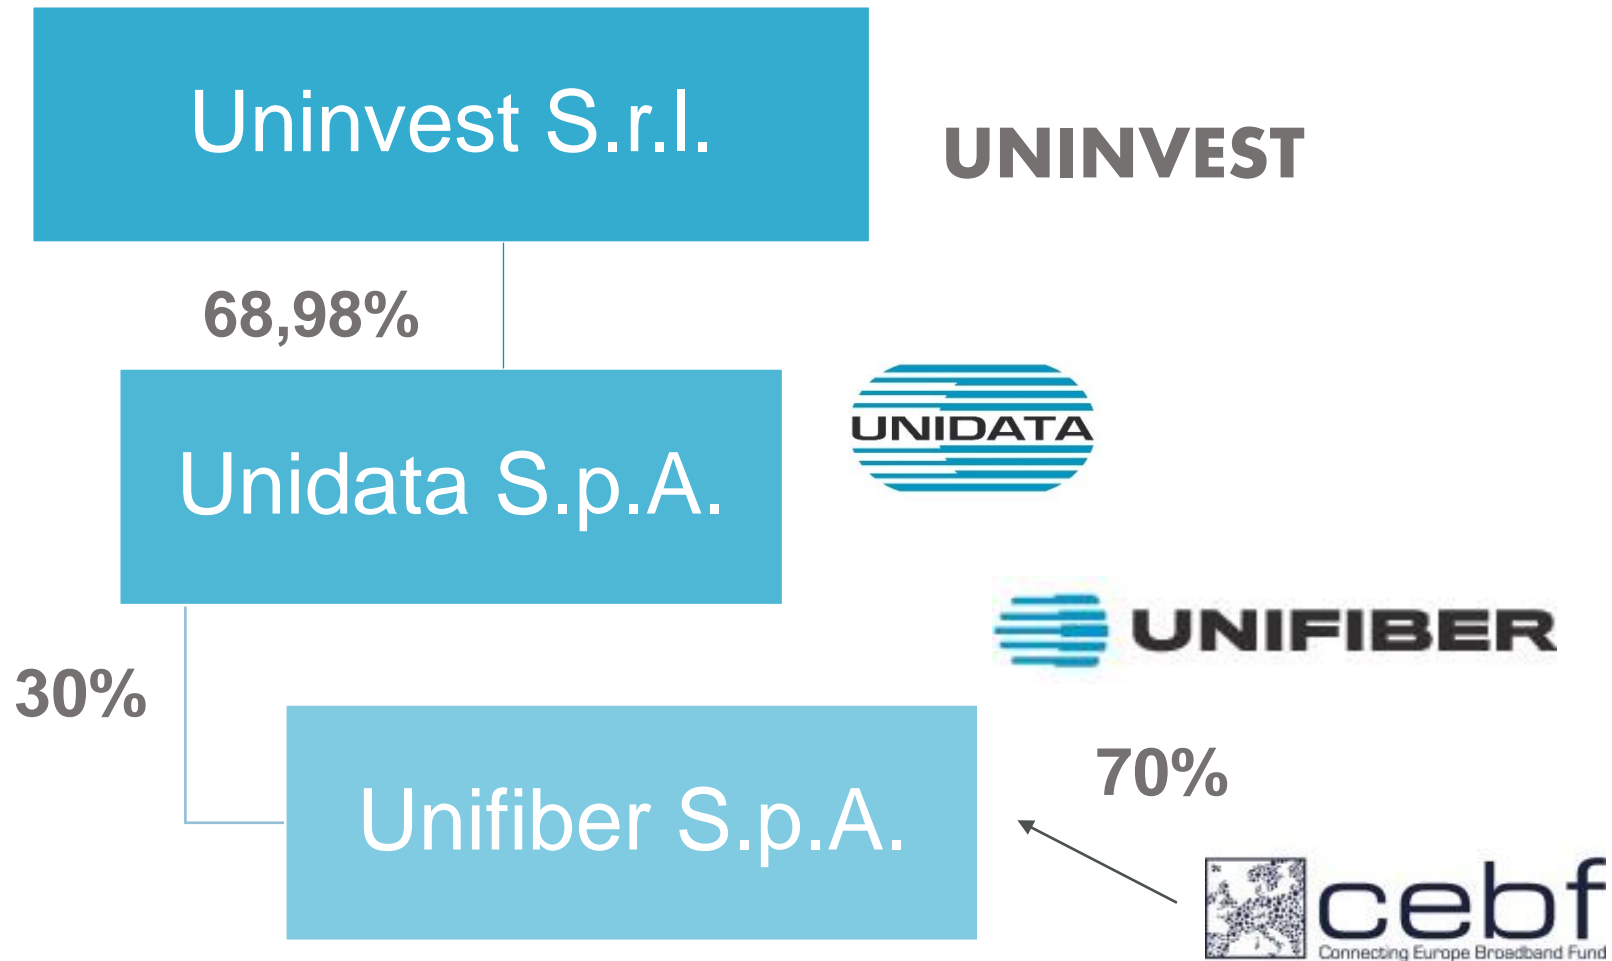 Uninvest S.r.l.
UNINVEST
68,98%
Unidata S.p.A.
UNIDATA
UNIFIBER
30%
70%
Unifiber S.p.A.
cebf
Connecting Europe Broadband Fund